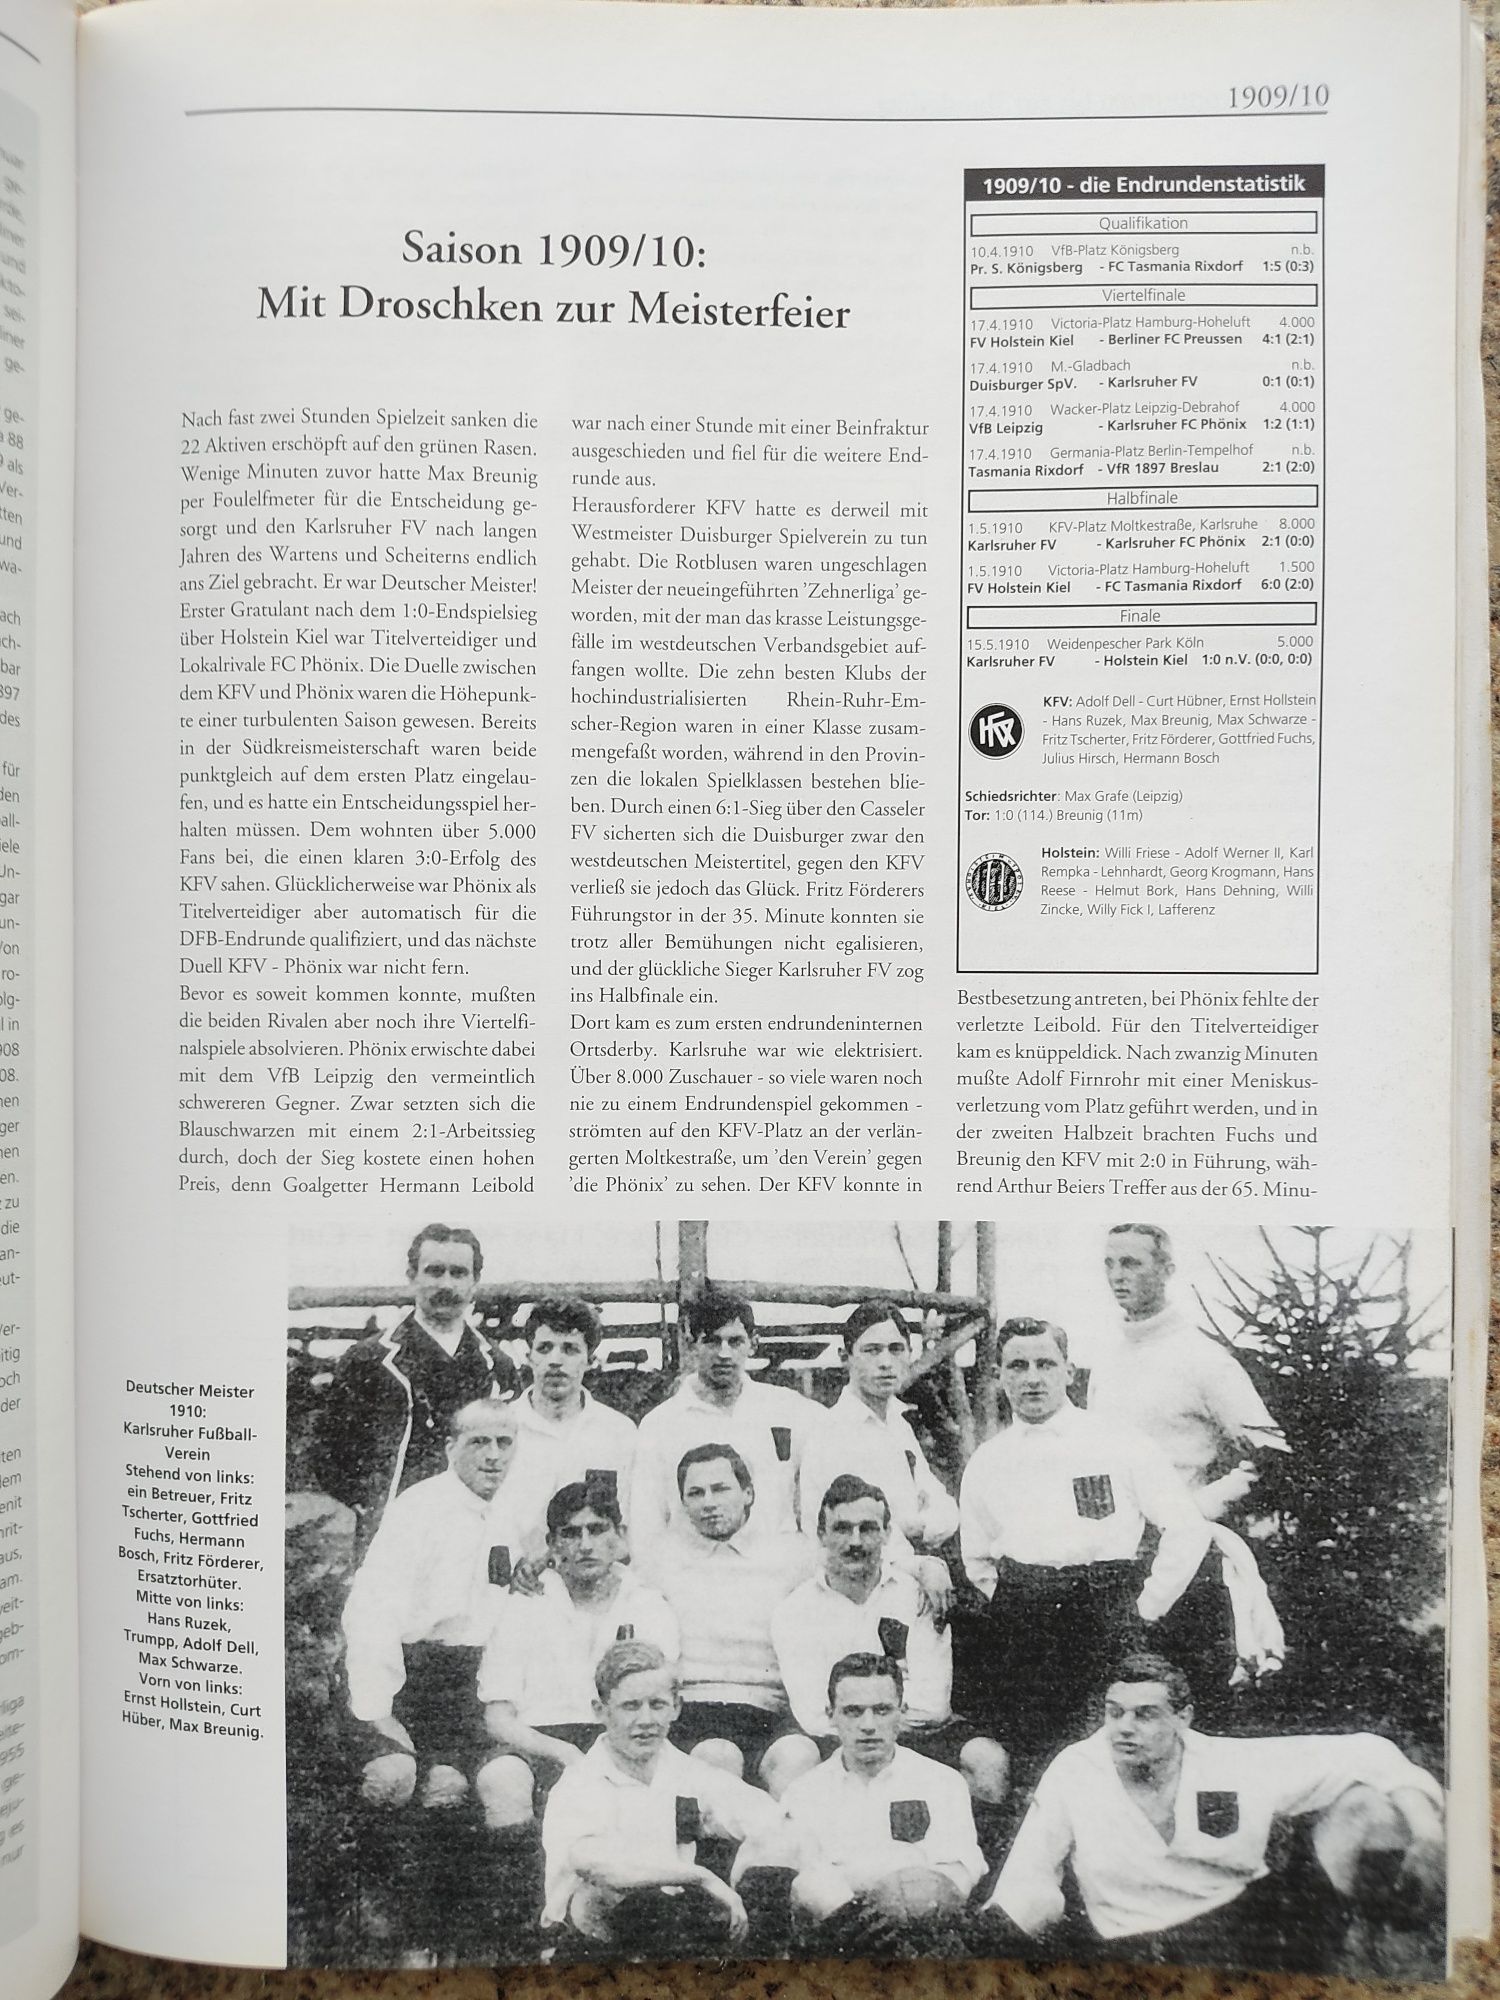 1909/10
Saison 1909/10:
Mit Droschken zur Meisterfeier
Nach fast zwei Stunden Spielzeit sanken die
22 Aktiven erschöpft auf den grünen Rasen.
Wenige Minuten zuvor hatte Max Breunig
per Foulelfmeter für die Entscheidung ge-
sorgt und den Karlsruher FV nach langen
Jahren des Wartens und Scheiterns endlich
ans Ziel gebracht. Er war Deutscher Meister!
Erster Gratulant nach dem 1:0-Endspielsieg
über Holstein Kiel war Titelverteidiger und
Lokalrivale FC Phönix. Die Duelle zwischen
dem KFV und Phönix waren die Höhepunk-
te einer turbulenten Saison gewesen. Bereits
in der Südkreismeisterschaft waren beide
punktgleich auf dem ersten Platz eingelau-
fen, und es hatte ein Entscheidungsspiel her-
halten müssen. Dem wohnten über 5.000
Fans bei, die einen klaren 3:0-Erfolg des
KFV sahen. Glücklicherweise war Phönix als
Titelverteidiger aber automatisch für die
DFB-Endrunde qualifiziert, und das nächste
Duell KFV - Phönix war nicht fern.
Bevor es soweit kommen konnte, mußten
die beiden Rivalen aber noch ihre Viertelfi-
nalspiele absolvieren. Phönix erwischte dabei
mit dem VfB Leipzig den vermeintlich
schwereren Gegner. Zwar setzten sich die
Blauschwarzen mit einem 2:1-Arbeitssieg
durch, doch der Sieg kostete einen hohen
Preis, denn Goalgetter Hermann Leibold
war nach einer Stunde mit einer Beinfraktur
ausgeschieden und fiel für die weitere End-
runde aus.
Herausforderer KFV hatte es derweil mit
Westmeister Duisburger Spielverein zu tun
gehabt. Die Rotblusen waren ungeschlagen
Meister der neueingeführten 'Zehnerliga' ge-
worden, mit der man das krasse Leistungsge-
fälle im westdeutschen Verbandsgebiet auf-
fangen wollte. Die zehn besten Klubs der
hochindustrialisierten Rhein-Ruhr-Em-
scher-Region waren in einer Klasse zusam-
mengefaßt worden, während in den Provin-
zen die lokalen Spielklassen bestehen blie-
ben. Durch einen 6:1-Sieg über den Casseler
FV sicherten sich die Duisburger zwar den
westdeutschen Meistertitel, gegen den KFV
verließ sie jedoch das Glück. Fritz Förderers
Führungstor in der 35. Minute konnten sie
trotz aller Bemühungen nicht egalisieren,
und der glückliche Sieger Karlsruher FV zog
ins Halbfinale ein.
Dort kam es zum ersten endrundeninternen
Ortsderby. Karlsruhe war wie elektrisiert.
Über 8.000 Zuschauer - so viele waren noch
nie zu einem Endrundenspiel gekommen -
strömten auf den KFV-Platz an der verlän-
gerten Moltkestraße, um 'den Verein' gegen
'die Phönix' zu sehen. Der KFV konnte in
1909/10 - die Endrundenstatistik
Qualifikation
10.4.1910 VfB-Platz Königsberg n.b.
Pr. S. Königsberg - FC Tasmania Rixdorf 1:5 (0:3)
Viertelfinale
17.4.1910 Victoria-Platz Hamburg-Hoheluft 4.000
FV Holstein Kiel - Berliner FC Preussen 4:1 (2:1)
17.4.1910 M.-Gladbach n.b.
Duisburger SpV. - Karlsruher FV 0:1 (0:1)
17.4.1910 Wacker-Platz Leipzig-Debrahof 4.000
VfB Leipzig - Karlsruher FC Phönix 1:2 (1:1)
17.4.1910 Germania-Platz Berlin-Tempelhof n.b.
Tasmania Rixdorf - VfR 1897 Breslau 2:1 (2:0)
Halbfinale
1.5.1910 KFV-Platz Moltkestraße, Karlsruhe 8.000
Karlsruher FV - Karlsruher FC Phönix 2:1 (0:0)
1.5.1910 Victoria-Platz Hamburg-Hoheluft 1.500
FV Holstein Kiel - FC Tasmania Rixdorf 6:0 (2:0)
Finale
15.5.1910 Weidenpescher Park Köln 5.000
Karlsruher FV - Holstein Kiel 1:0 n.V. (0:0, 0:0)
KFV: Adolf Dell - Curt Hübner, Ernst Hollstein
- Hans Ruzek, Max Breunig, Max Schwarze -
Fritz Tscherter, Fritz Förderer, Gottfried Fuchs,
Julius Hirsch, Hermann Bosch
KFV
Schiedsrichter: Max Grafe (Leipzig)
Tor: 1:0 (114.) Breunig (11m)
Holstein: Willi Friese - Adolf Werner II, Karl
Rempka - Lehnhardt, Georg Krogmann, Hans
Reese - Helmut Bork, Hans Dehning, Willi
Zincke, Willy Fick I, Lafferenz
Bestbesetzung antreten, bei Phönix fehlte der
verletzte Leibold. Für den Titelverteidiger
kam es knüppeldick. Nach zwanzig Minuten
mußte Adolf Firnrohr mit einer Meniskus-
verletzung vom Platz geführt werden, und in
der zweiten Halbzeit brachten Fuchs und
Breunig den KFV mit 2:0 in Führung, wäh-
rend Arthur Beiers Treffer aus der 65. Minu-
Deutscher Meister
1910:
Karlsruher Fußball-
Verein
Stehend von links:
ein Betreuer, Fritz
Tscherter, Gottfried
Fuchs, Hermann
Bosch, Fritz Förderer,
Ersatztorhüter.
Mitte von links:
Hans Ruzek,
Trumpp, Adolf Dell,
Max Schwarze.
Vorn von links:
Ernst Hollstein, Curt
Hüber, Max Breunig.